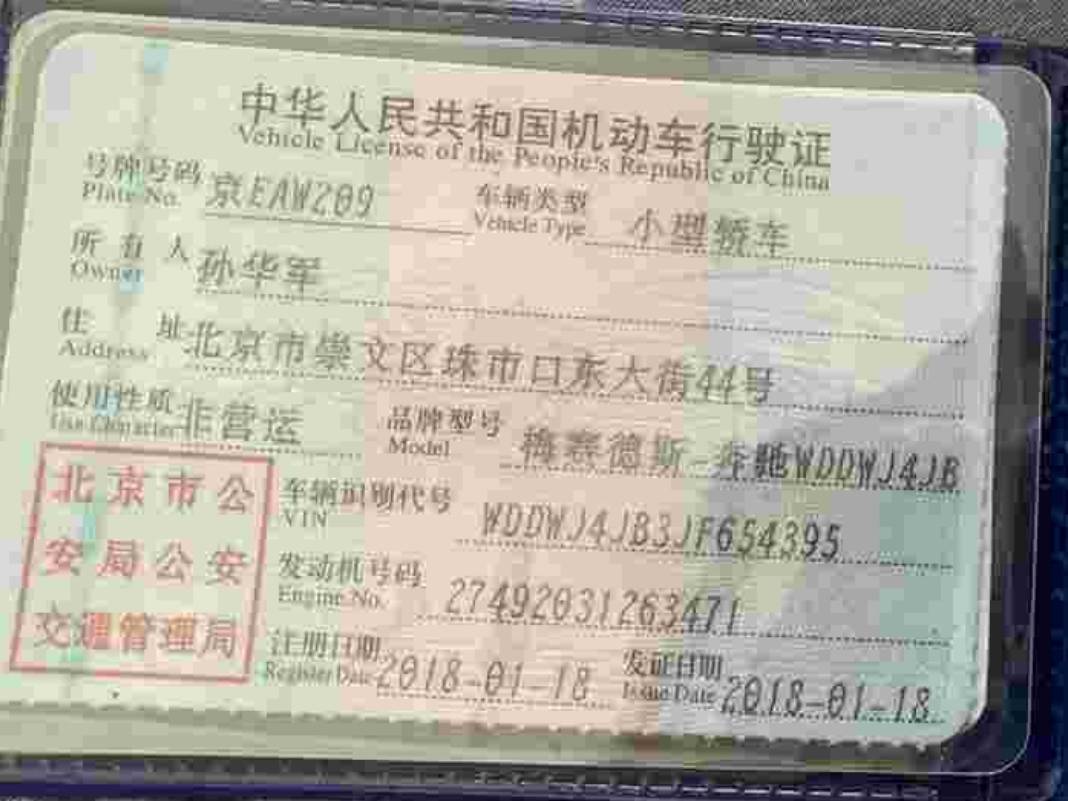 中华人民共和国机动车行驶证
Vehicle License of the People's Republic of China
号牌号码 京EAW209 车辆类型 小型轿车
Plate No. Vehicle Type
所有人 孙华军
Owner
住址 北京市崇文区珠市口东大街44号
Address
使用性质 非营运 品牌型号 梅赛德斯-奔驰WDDWJ4JB
Use Character Model
北京市公
安局公安
交通管理局
车辆识别代号 WDDWJ4JB3JF654395
VIN
发动机号码 27492031263471
Engine No.
注册日期 2018-01-18 发证日期 2018-01-18
Register Date Issue Date